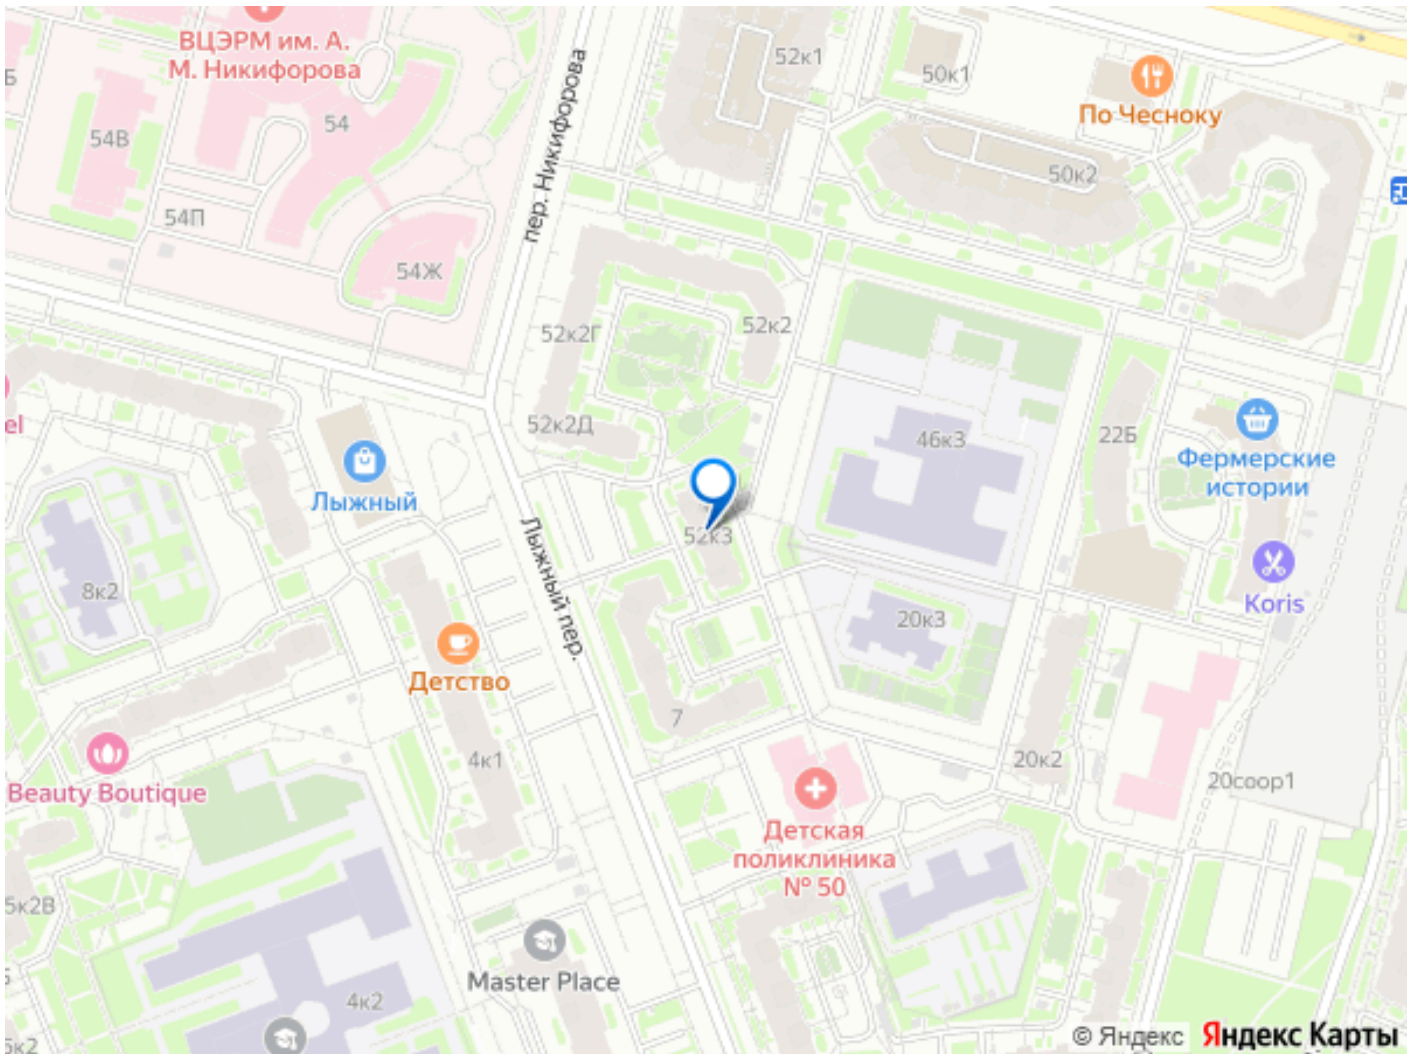 ВЦЭРМ им. А.
М. Никифорова
Б
54В
54
54П
54Ж
пер. Никифорова
52к1
50к1
По Чесноку
50к2
52к2Г
52к2
52к2Д
el
Лыжный
46к3
22Б
Фермерские
истории
52к3
Лыжный пер.
8к2
Koris
20к3
Детство
7
4к1
20к2
20соор1
Beauty Boutique
Детская
поликлиника
№ 50
5к2В
Master Place
4к2
5к2
© Яндекс Яндекс Карты